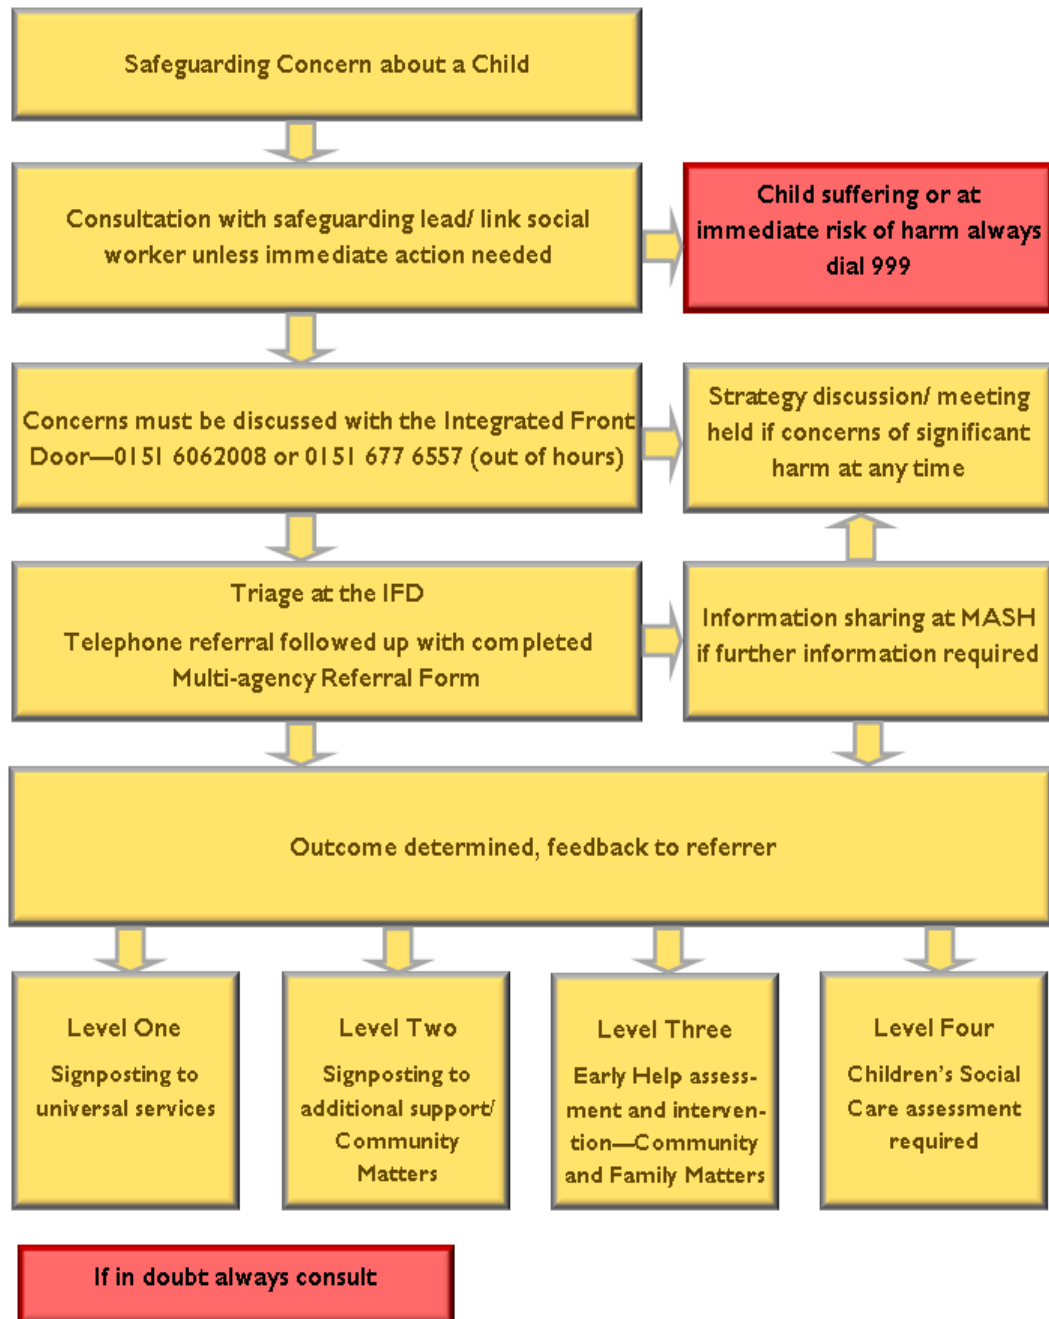 Safeguarding Concern about a Child
Consultation with safeguarding lead/ link social
worker unless immediate action needed
Child suffering or at
immediate risk of harm always
dial 999
Concerns must be discussed with the Integrated Front
Door—0151 6062008 or 0151 677 6557 (out of hours)
Strategy discussion/ meeting
held if concerns of significant
harm at any time
Triage at the IFD
Telephone referral followed up with completed
Multi-agency Referral Form
Information sharing at MASH
if further information required
Outcome determined, feedback to referrer
Level One
Signposting to
universal services
Level Two
Signposting to
additional support/
Community
Matters
Level Three
Early Help assess-
ment and interven-
tion—Community
and Family Matters
Level Four
Children's Social
Care assessment
required
If in doubt always consult